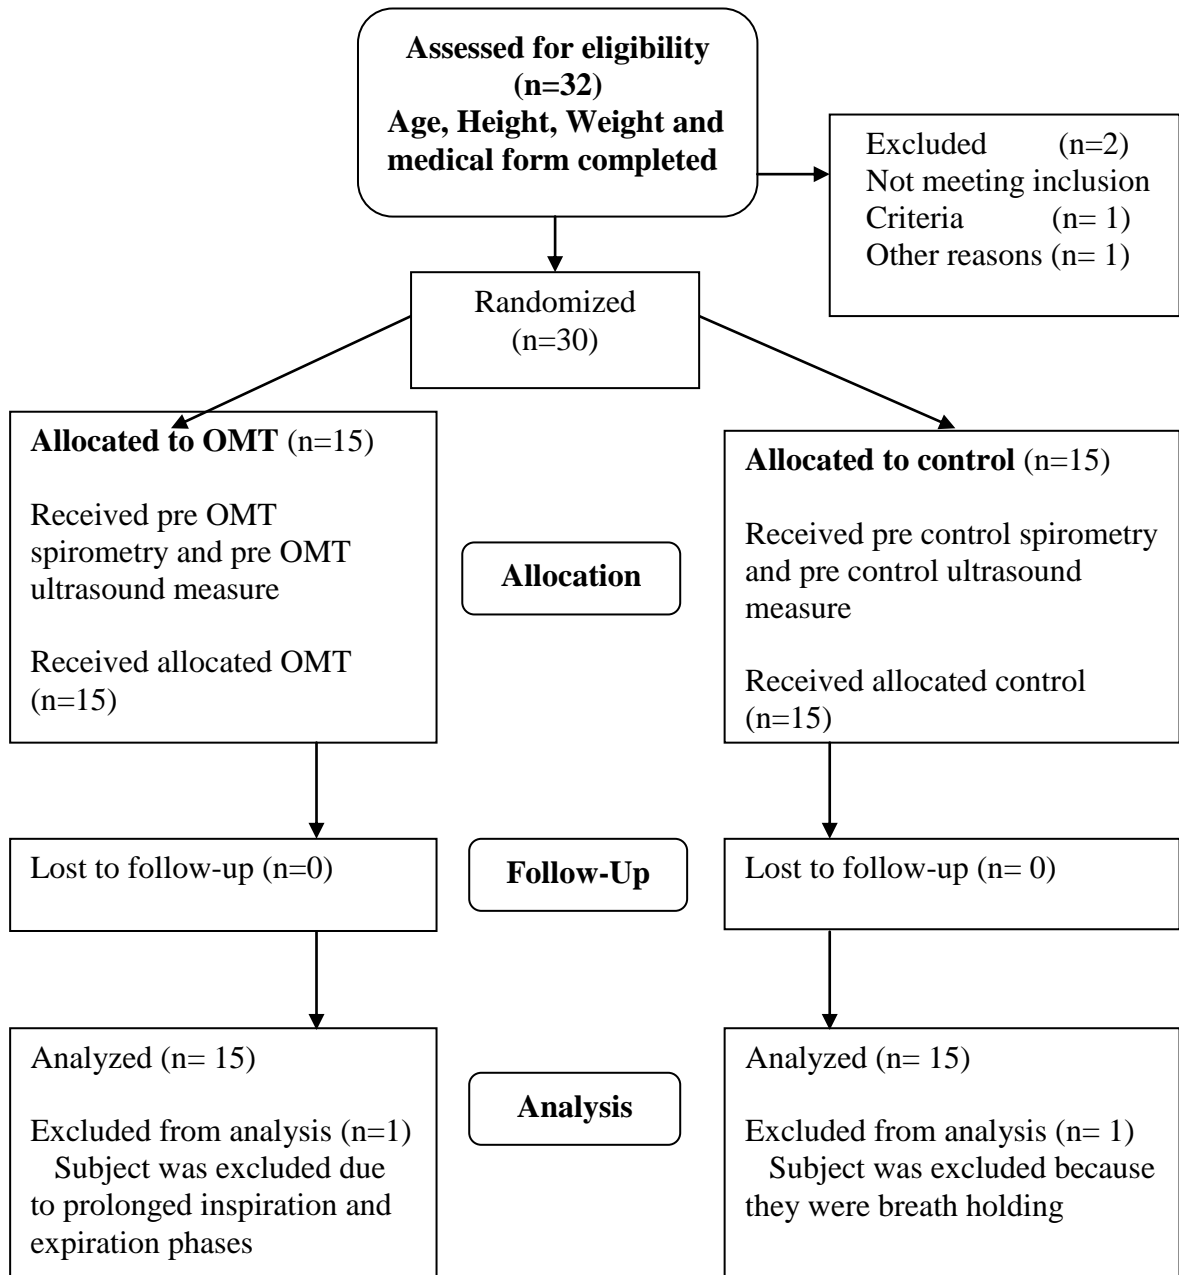 Assessed for eligibility
(n=32)
Age, Height, Weight and
medical form completed
Excluded (n=2)
Not meeting inclusion
Criteria (n= 1)
Other reasons (n= 1)
Randomized
(n=30)
Allocated to OMT (n=15)
Received pre OMT
spirometry and pre OMT
ultrasound measure
Received allocated OMT
(n=15)
Allocation
Allocated to control (n=15)
Received pre control spirometry
and pre control ultrasound
measure
Received allocated control
(n=15)
Lost to follow-up (n=0)
Follow-Up
Lost to follow-up (n= 0)
Analyzed (n= 15)
Excluded from analysis (n=1)
Subject was excluded due
to prolonged inspiration and
expiration phases
Analysis
Analyzed (n= 15)
Excluded from analysis (n= 1)
Subject was excluded because
they were breath holding